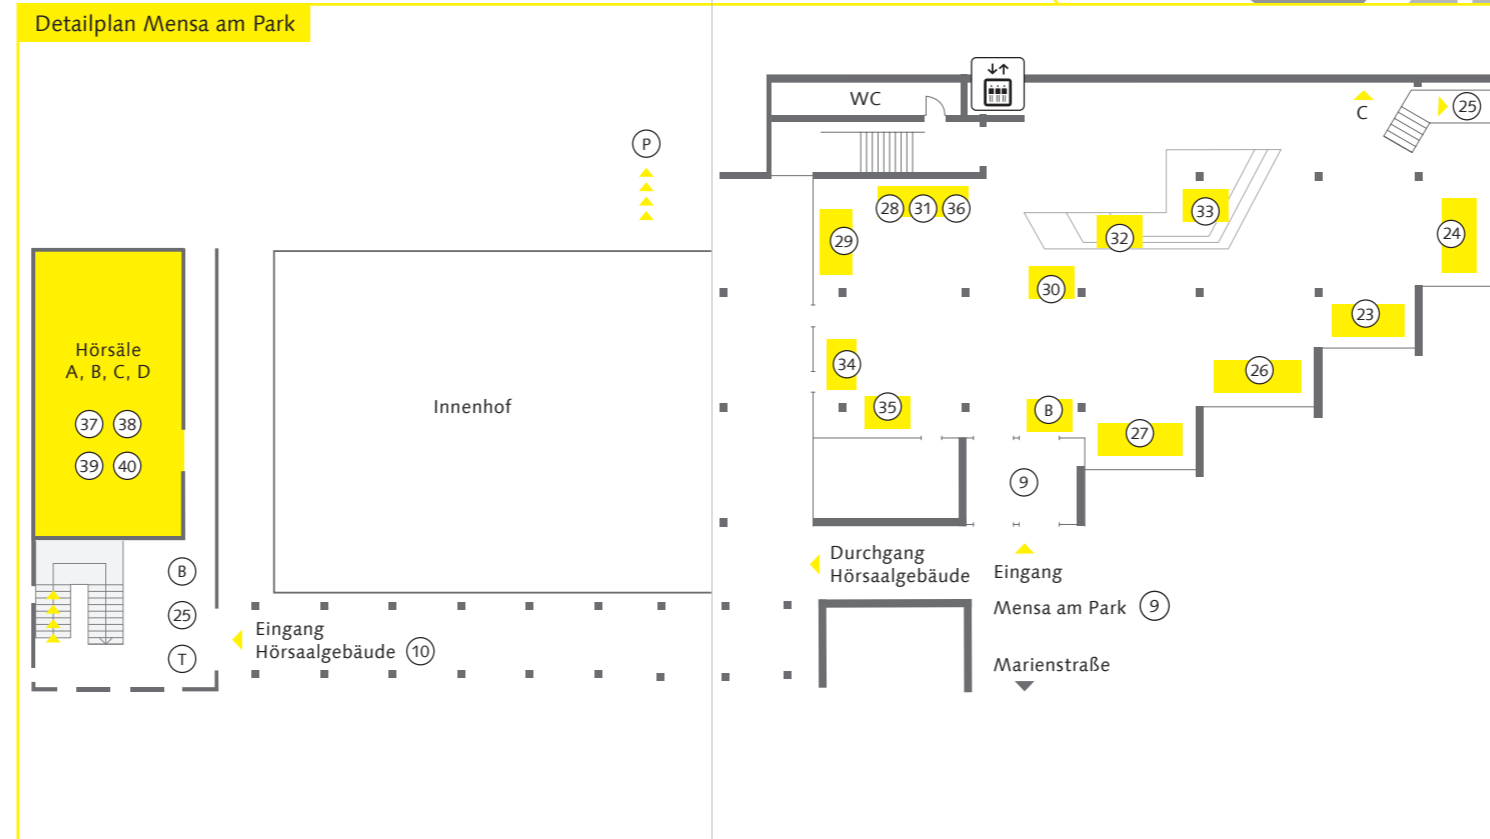 Detailplan Mensa am Park
WC
C
25
P
28 31 36
33
29
32
24
30
23
Hörsäle
A, B, C, D
34
26
35
B
27
Innenhof
37 38
39 40
9
Durchgang
Hörsaalgebäude
Eingang
Mensa am Park 9
B
25
T
Eingang
Hörsaalgebäude 10
Marienstraße